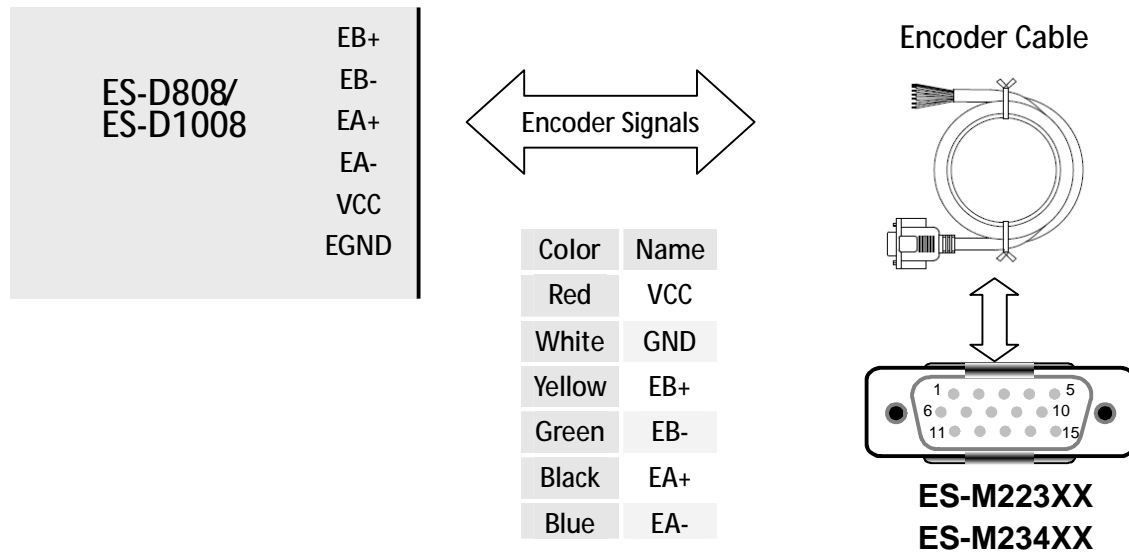 ES-D808/
ES-D1008
EB+
EB-
EA+
EA-
VCC
EGND
Encoder Signals
Encoder Cable
Color Name
Red VCC
White GND
Yellow EB+
Green EB-
Black EA+
Blue EA-
1 5
6 10
11 15
ES-M223XX
ES-M234XX